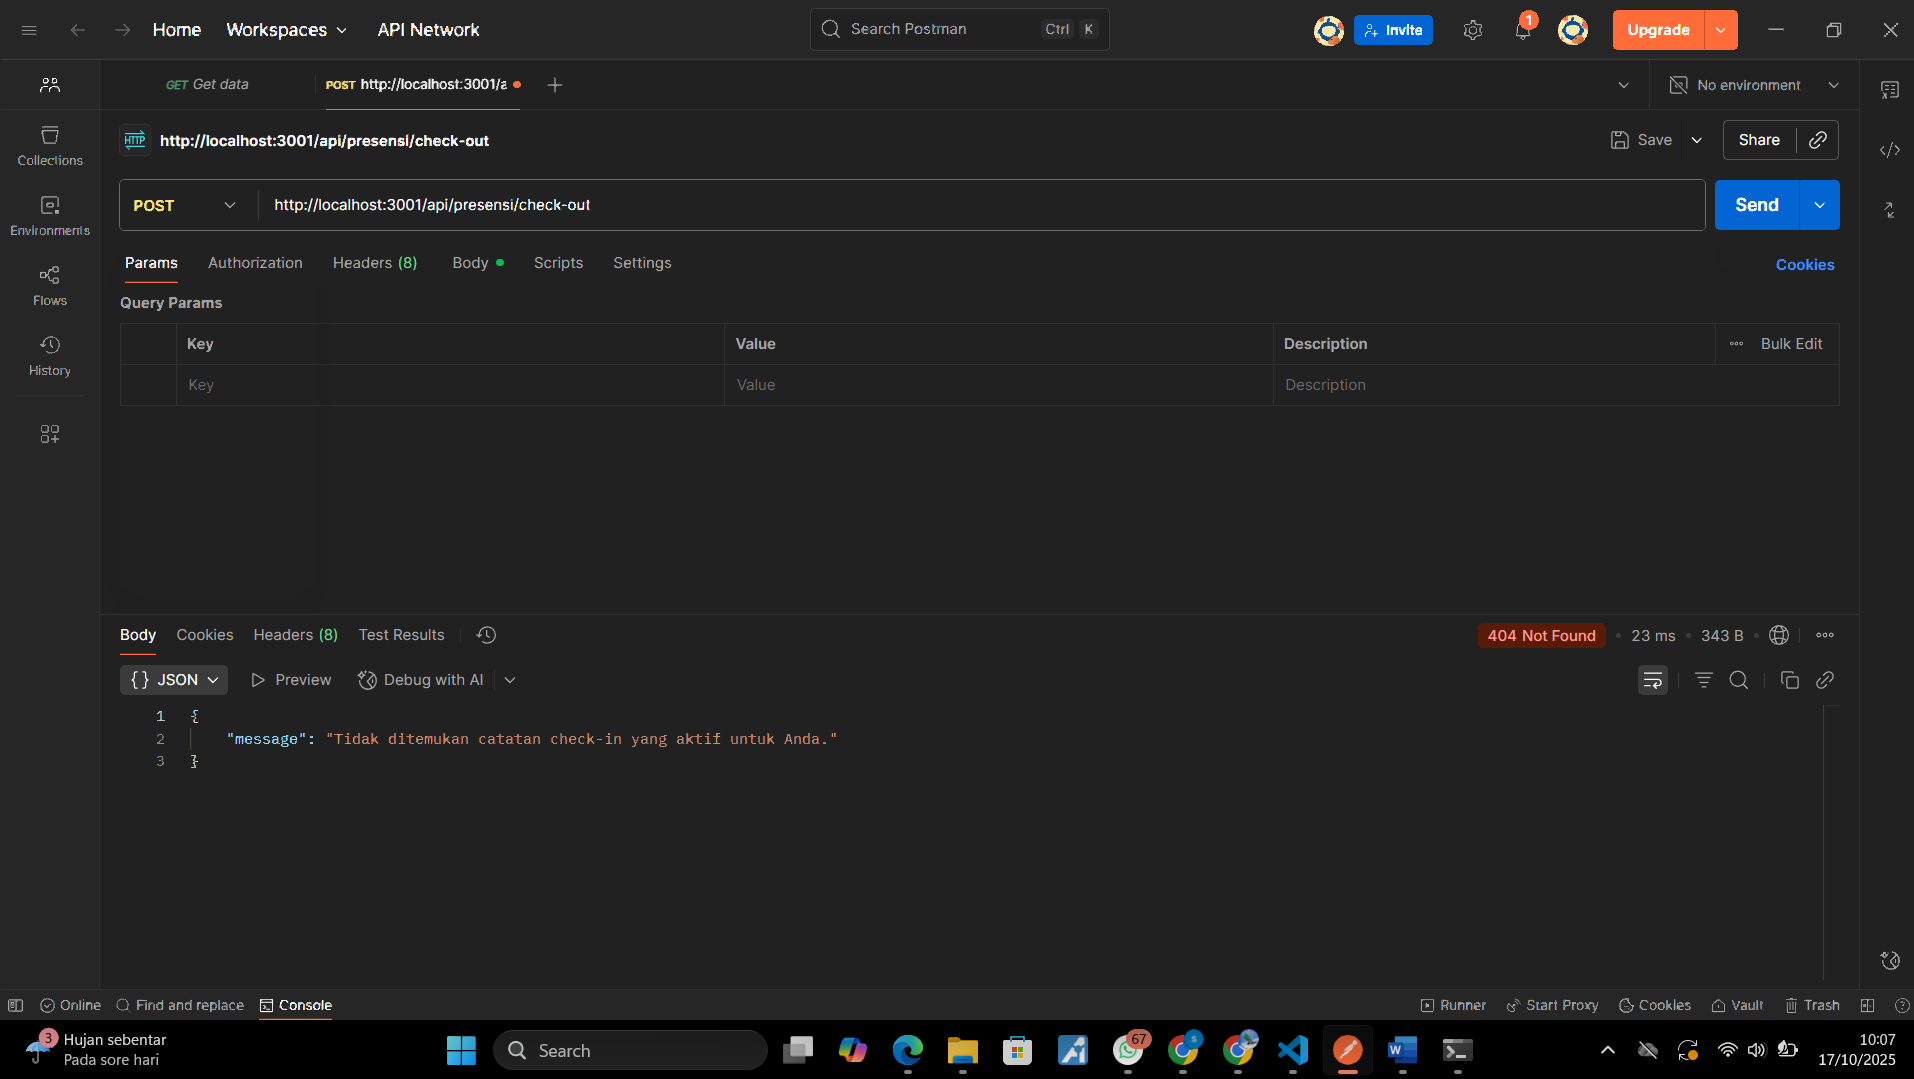 Home Workspaces API Network Search Postman Ctrl K Invite 1 Upgrade
GET Get data POST http://localhost:3001/a No environment
HTTP http://localhost:3001/api/presensi/check-out Save Share
Collections
Environments
Flows
History
POST http://localhost:3001/api/presensi/check-out Send
Params Authorization Headers (8) Body Scripts Settings Cookies
Query Params
Key Value Description Bulk Edit
Key Value Description
Body Cookies Headers (8) Test Results 404 Not Found 23 ms 343 B
{ } JSON Preview Debug with AI
1 {
2 "message": "Tidak ditemukan catatan check-in yang aktif untuk Anda."
3 }
Online Find and replace Console Runner Start Proxy Cookies Vault Trash
3 Hujan sebentar
Pada sore hari
Search
67
10:07
17/10/2025